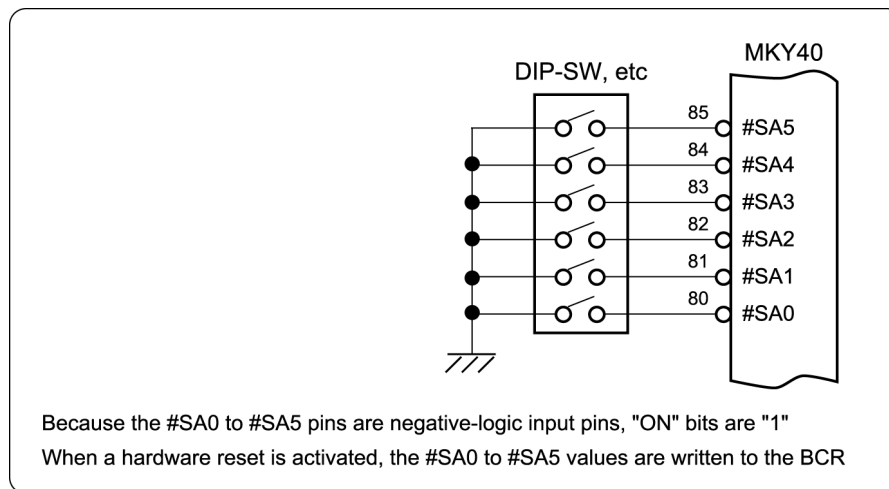 MKY40
DIP-SW, etc
85 #SA5
84 #SA4
83 #SA3
82 #SA2
81 #SA1
80 #SA0
Because the #SA0 to #SA5 pins are negative-logic input pins, "ON" bits are "1"
When a hardware reset is activated, the #SA0 to #SA5 values are written to the BCR